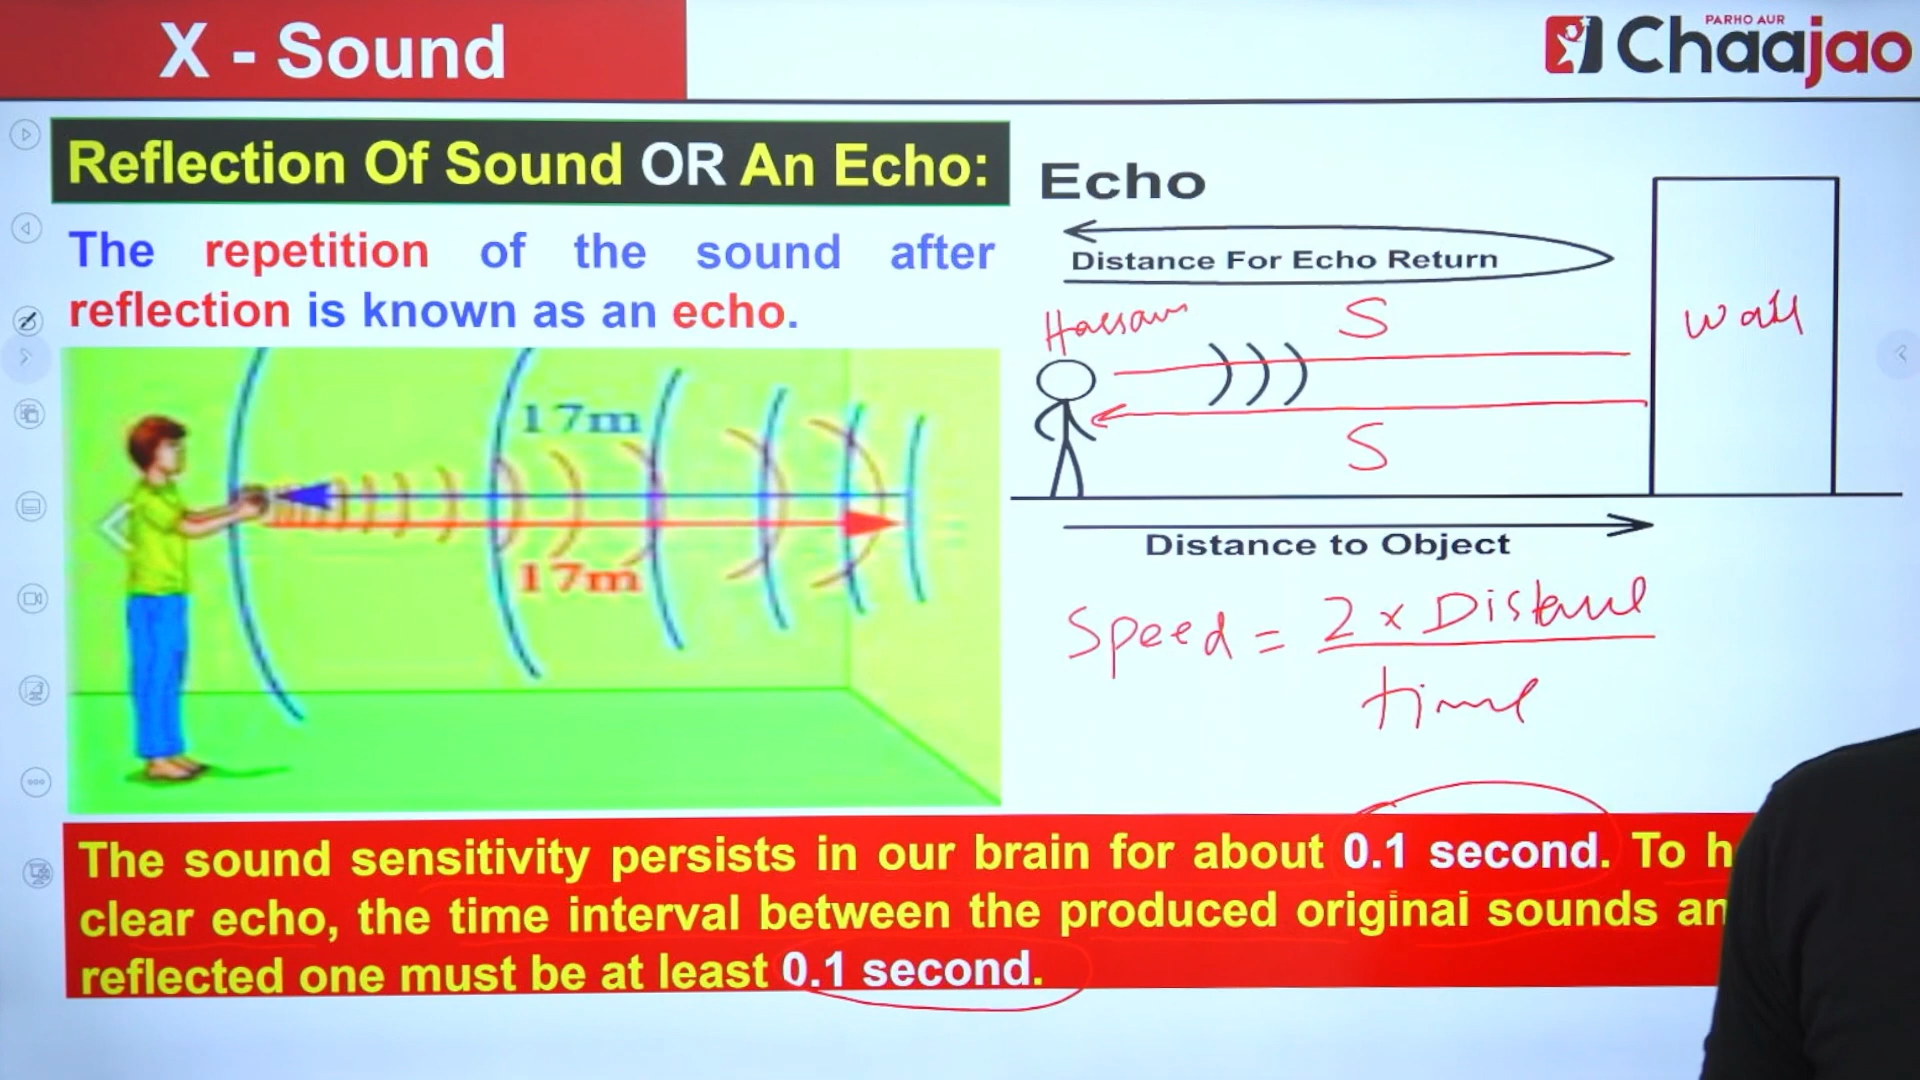 X - Sound
PARHO AUR
Chaajao
Reflection Of Sound OR An Echo:
The repetition of the sound after
reflection is known as an echo.
17m
17m
Echo
Distance For Echo Return
Hassan
S
S
Wall
Distance to Object
Speed = 2 x Distance
time
The sound sensitivity persists in our brain for about 0.1 second. To h
clear echo, the time interval between the produced original sounds an
reflected one must be at least 0.1 second.